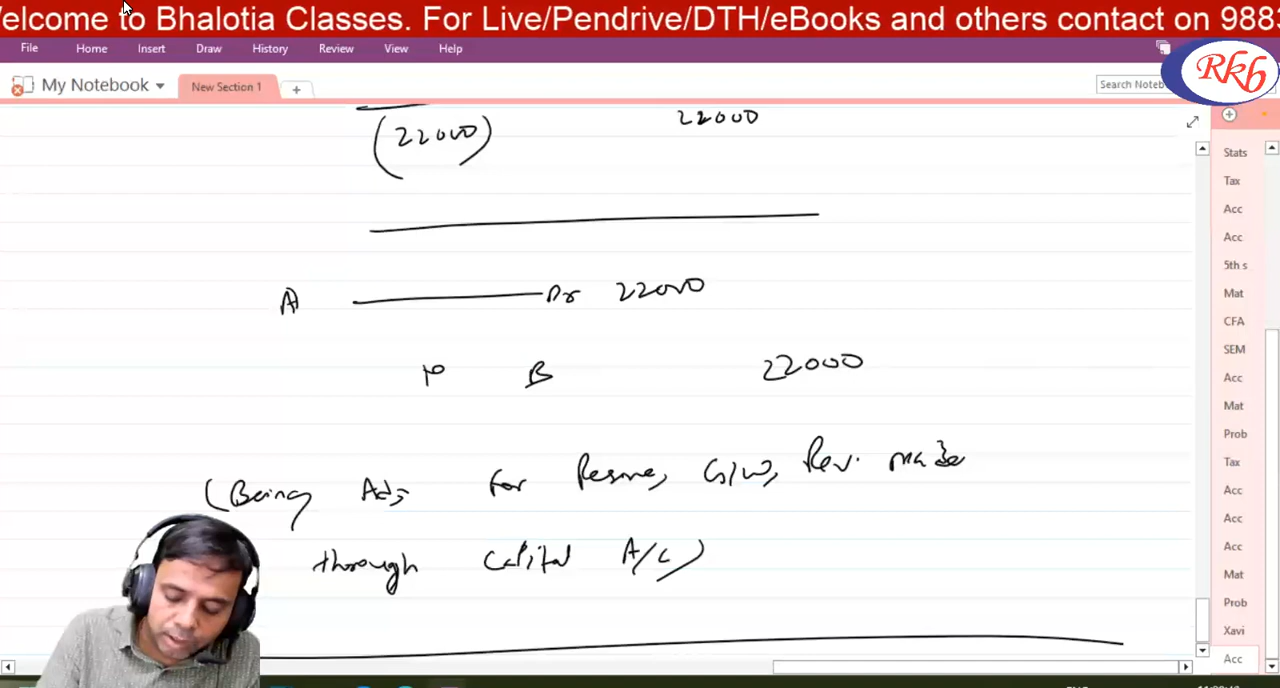 elcome to Bhalotia Classes. For Live/Pendrive/DTH/eBooks and others contact on 988
File Home Insert Draw History Review View Help
Rkb
My Notebook
New Section 1
Search Noteb
(22000) 22000
A Dr 22000
To B 22000
(Being Adj for Reserve, G/W, Rev. made
through Capital A/c)
Stats
Tax
Acc
Acc
5th s
Mat
CFA
SEM
Acc
Mat
Prob
Tax
Acc
Acc
Acc
Mat
Prob
Xavi
Acc